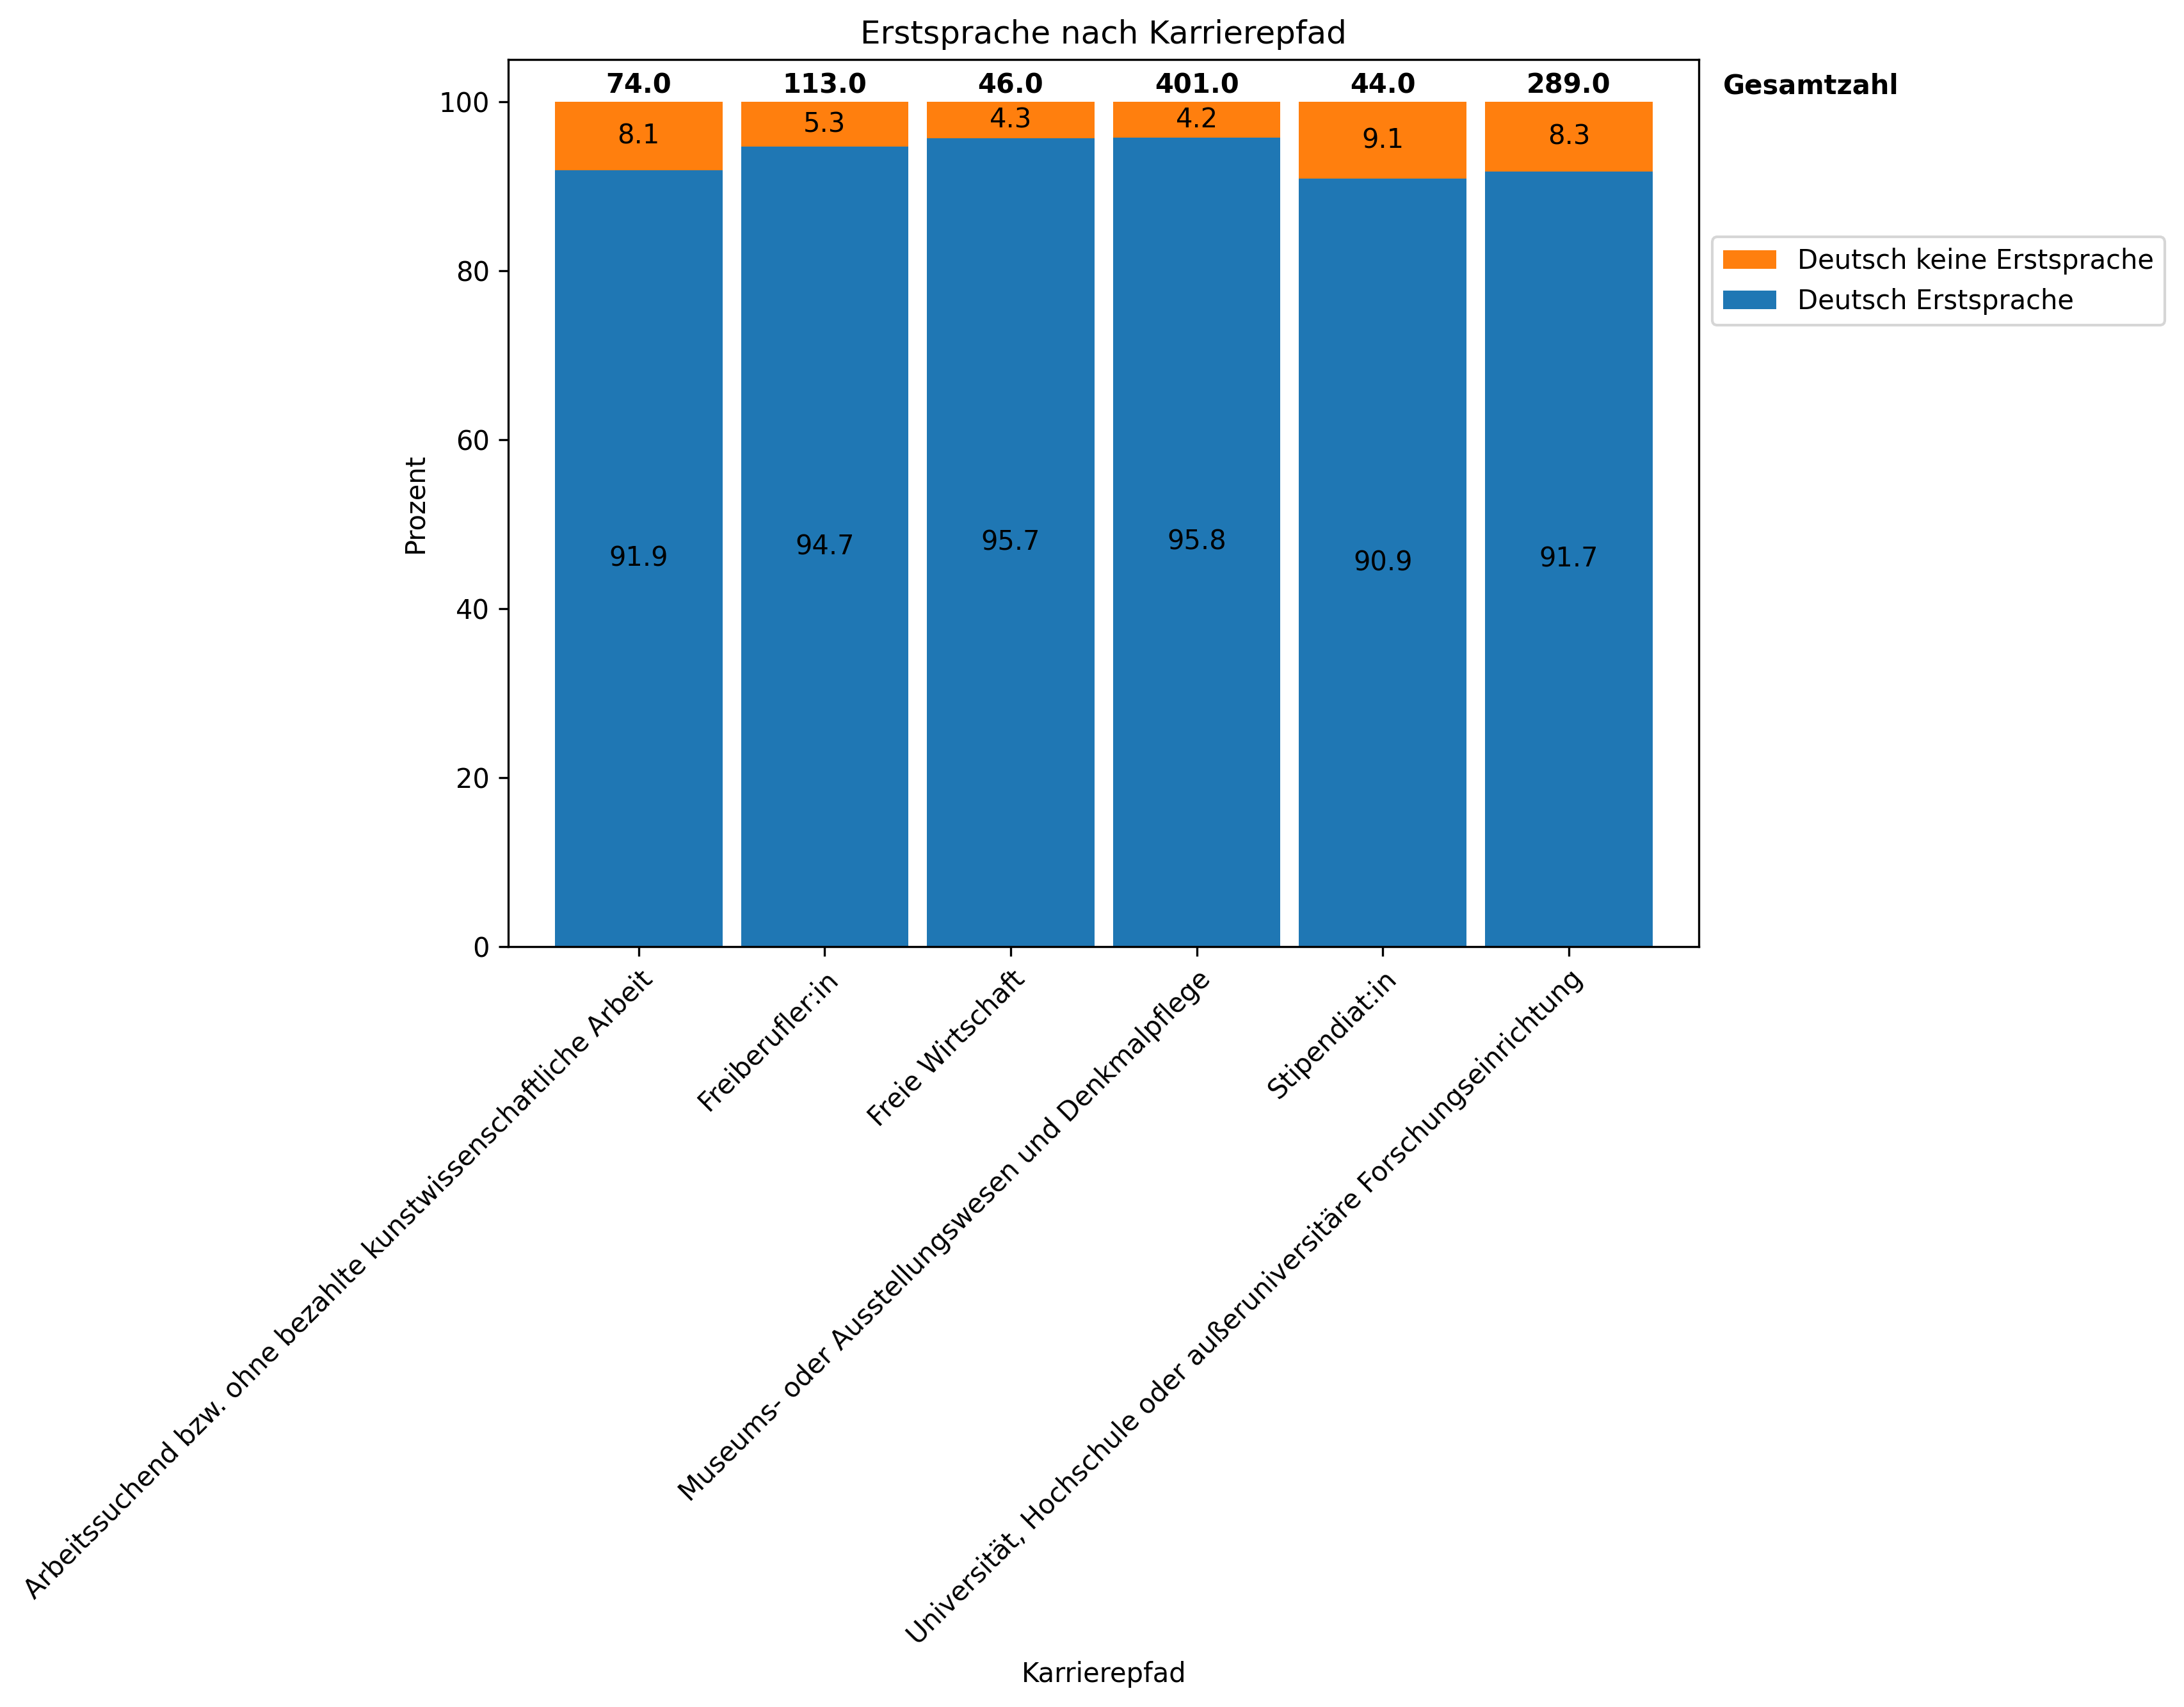 Erstsprache nach Karrierepfad
74.0 113.0 46.0 401.0 44.0 289.0 Gesamtzahl
100
8.1 5.3 4.3 4.2 9.1 8.3
Deutsch keine Erstsprache
Deutsch Erstsprache
80
60
Prozent
91.9 94.7 95.7 95.8 90.9 91.7
40
20
0
Arbeitssuchend bzw. ohne bezahlte kunstwissenschaftliche Arbeit
Freiberufler:in
Freie Wirtschaft
Museums- oder Ausstellungswesen und Denkmalpflege
Stipendiat:in
Universität, Hochschule oder außeruniversitäre Forschungseinrichtung
Karrierepfad